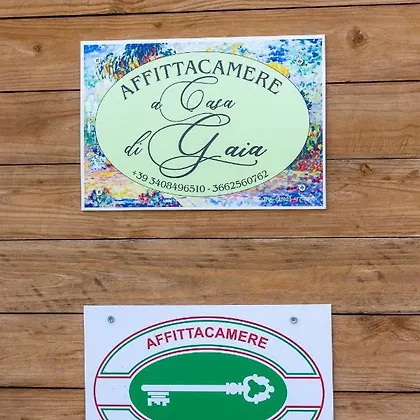 AFFITTACAMERE
a Casa
di Gaia
+39 3408496510 - 3662560762
AFFITTACAMERE